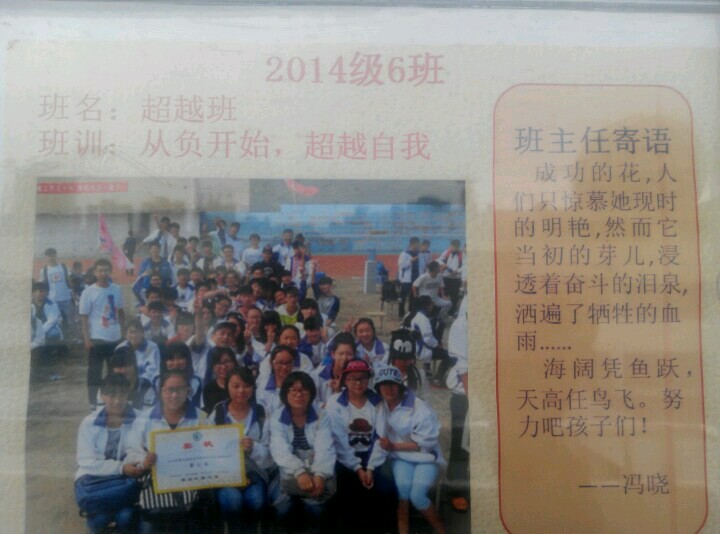 2014级6班
班名：超越班
班训：从负开始，超越自我
班主任寄语
成功的花,人
们只惊慕她现时
的明艳,然而它
当初的芽儿,浸
透着奋斗的泪泉,
洒遍了牺牲的血
雨……
海阔凭鱼跃，
天高任鸟飞。努
力吧孩子们！
——冯晓
奖状